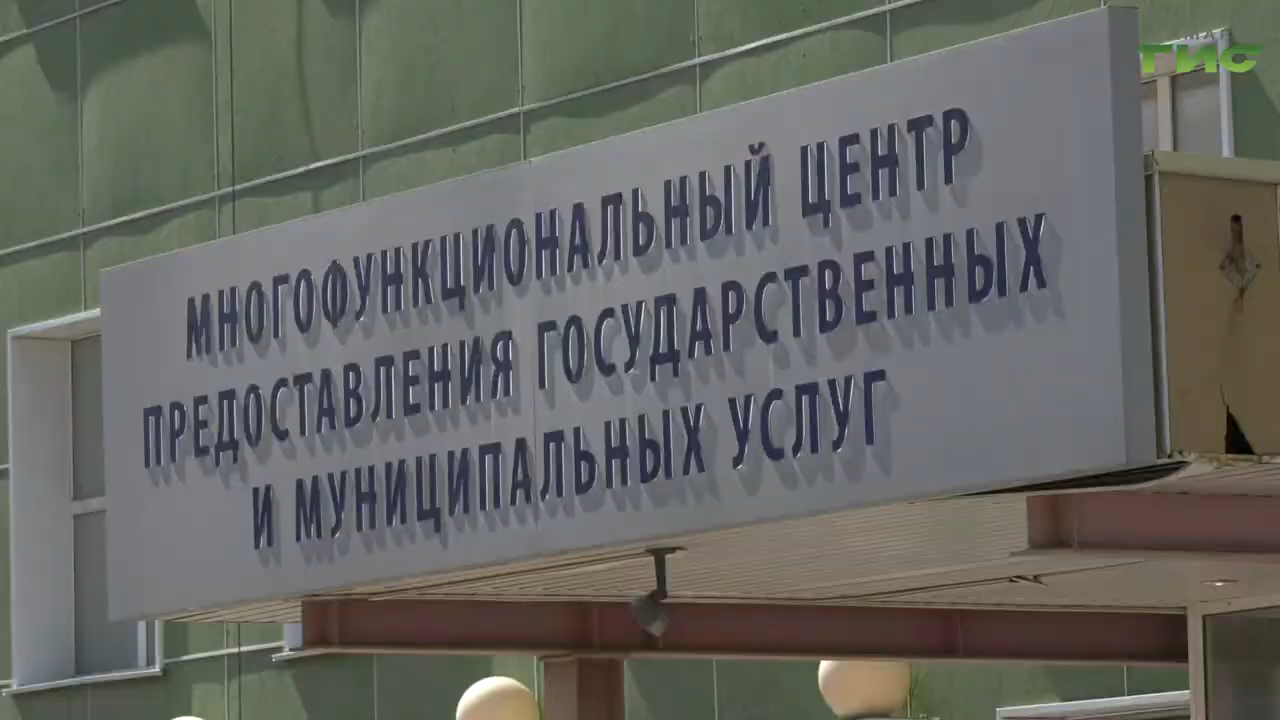 ГИС
МНОГОФУНКЦИОНАЛЬНЫЙ ЦЕНТР
ПРЕДОСТАВЛЕНИЯ ГОСУДАРСТВЕННЫХ
И МУНИЦИПАЛЬНЫХ УСЛУГ